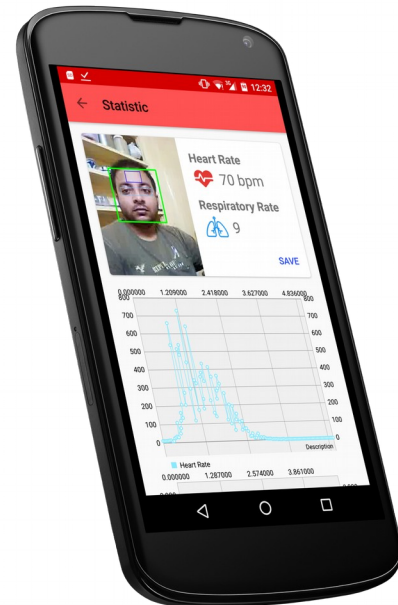 12:32
Statistic
Heart Rate
70 bpm
Respiratory Rate
9
SAVE
0.000000 1.209000 2.418000 3.627000 4.836000
800 800
700 700
600 600
500 500
400 400
300 300
200 200
100 100
0 0
Description
Heart Rate
0.000000 1.287000 2.574000 3.861000